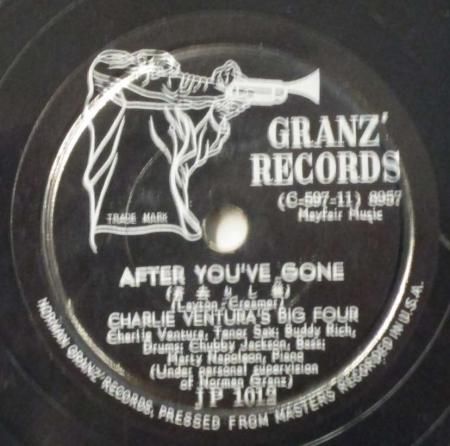 TRADE MARK
GRANZ'
RECORDS
(C-597-11) 8957
Mayfair Music
AFTER YOU'VE GONE
(Layton-Creamer)
CHARLIE VENTURA'S BIG FOUR
Charlie Ventura, Tenor Sax; Buddy Rich,
Drums; Chubby Jackson, Bass;
Marty Napoleon, Piano
(Under personal supervision
of Norman Granz)
JP 1012
NORMAN GRANZ' RECORDS, PRESSED FROM MASTERS RECORDED IN U.S.A.